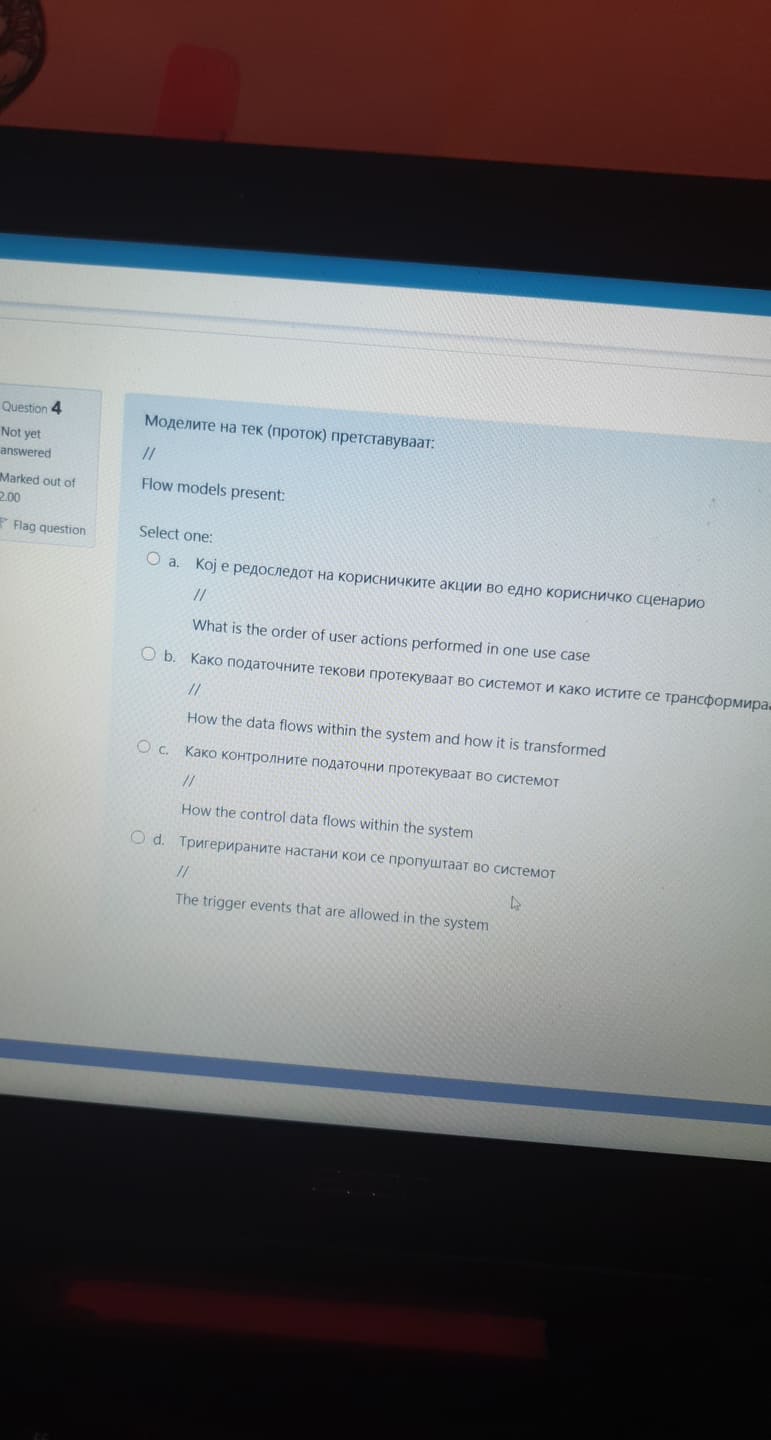 Question 4
Not yet
answered
Marked out of
2.00
Flag question
Моделите на тек (проток) претставуваат:
//
Flow models present:
Select one:
a. Кој е редоследот на корисничките акции во едно корисничко сценарио
//
What is the order of user actions performed in one use case
b. Како податочните текови протекуваат во системот и како истите се
//
How the data flows within the system and how it is transformed
c. Како контролните податочни протекуваат во системот
//
How the control data flows within the system
d. Тригерираните настани кои се пропуштаат во системот
//
The trigger events that are allowed in the system